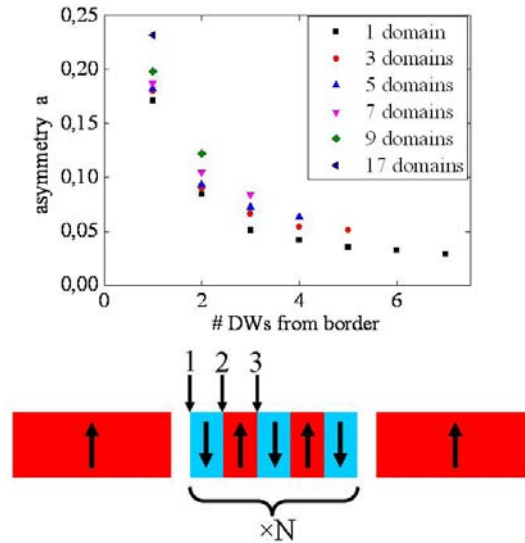 0,25
0,20
0,15
0,10
0,05
0,00
asymmetry a
1 domain
3 domains
5 domains
7 domains
9 domains
17 domains
0 2 4 6
# DWs from border
1 2 3
×N